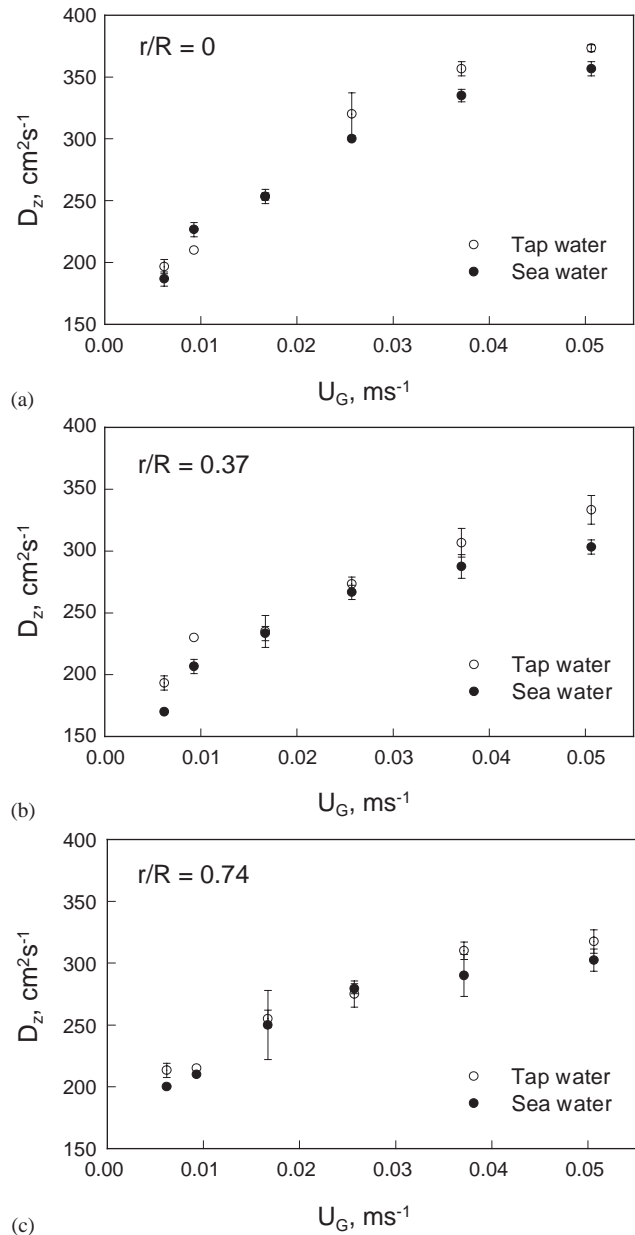 400
r/R = 0
350
300
D_z, cm²s⁻¹
250
Tap water
200
Sea water
150
0.00 0.01 0.02 0.03 0.04 0.05
U_G, ms⁻¹
(a)
400
r/R = 0.37
350
300
D_z, cm²s⁻¹
250
Tap water
200
Sea water
150
0.00 0.01 0.02 0.03 0.04 0.05
U_G, ms⁻¹
(b)
400
r/R = 0.74
350
300
D_z, cm²s⁻¹
250
Tap water
200
Sea water
150
0.00 0.01 0.02 0.03 0.04 0.05
U_G, ms⁻¹
(c)